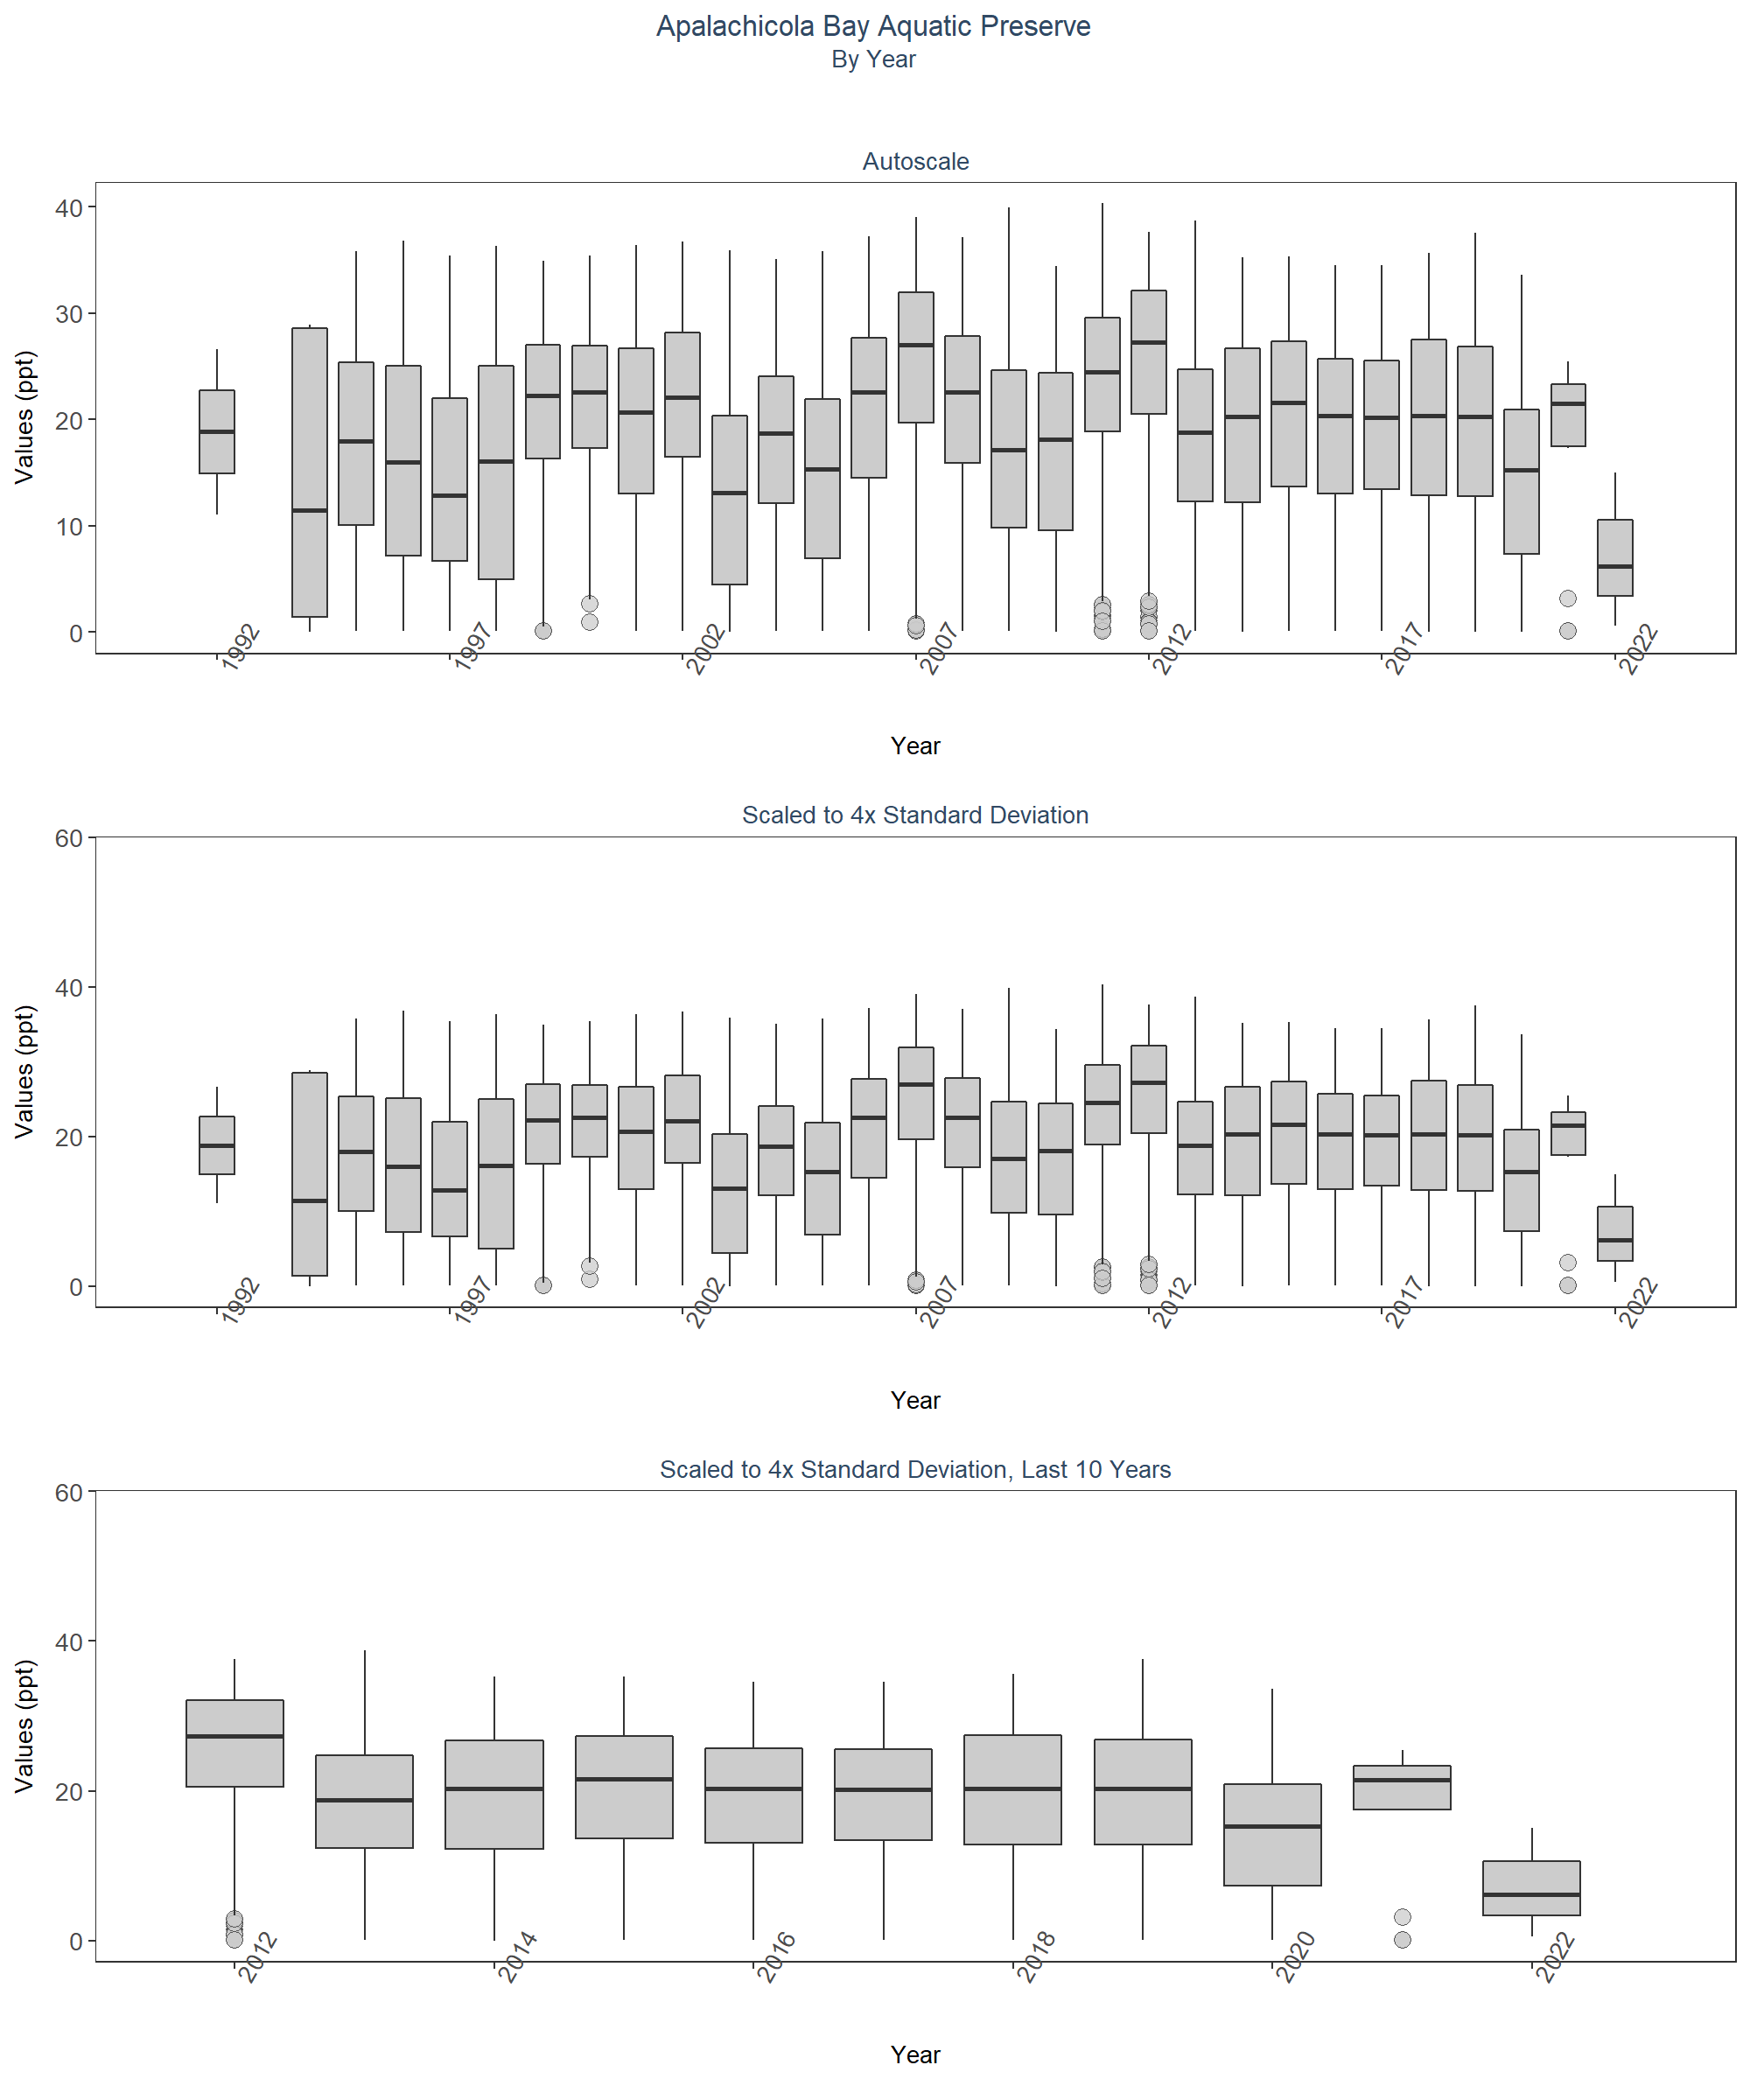 Apalachicola Bay Aquatic Preserve
By Year
Autoscale
Values (ppt)
40
30
20
10
0
1992 1997 2002 2007 2012 2017 2022
Year
Scaled to 4x Standard Deviation
Values (ppt)
60
40
20
0
1992 1997 2002 2007 2012 2017 2022
Year
Scaled to 4x Standard Deviation, Last 10 Years
Values (ppt)
60
40
20
0
2012 2014 2016 2018 2020 2022
Year